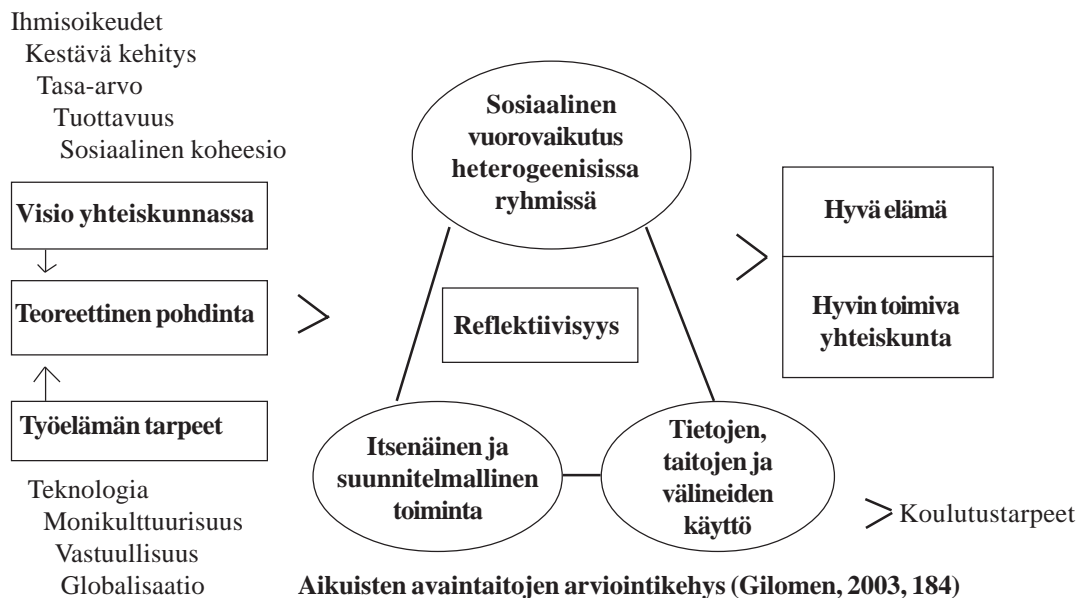 Ihmisoikeudet
Kestävä kehitys
Tasa-arvo
Tuottavuus
Sosiaalinen koheesio
Visio yhteiskunnassa
Teoreettinen pohdinta
Työelämän tarpeet
Teknologia
Monikulttuurisuus
Vastuullisuus
Globalisaatio
Sosiaalinen
vuorovaikutus
heterogeenisissa
ryhmissä
Reflektiivisyys
Itsenäinen ja
suunnitelmallinen
toiminta
Tietojen,
taitojen ja
välineiden
käyttö
Hyvä elämä
Hyvin toimiva
yhteiskunta
Koulutustarpeet
Aikuisten avaintaitojen arviointikehys (Gilomen, 2003, 184)